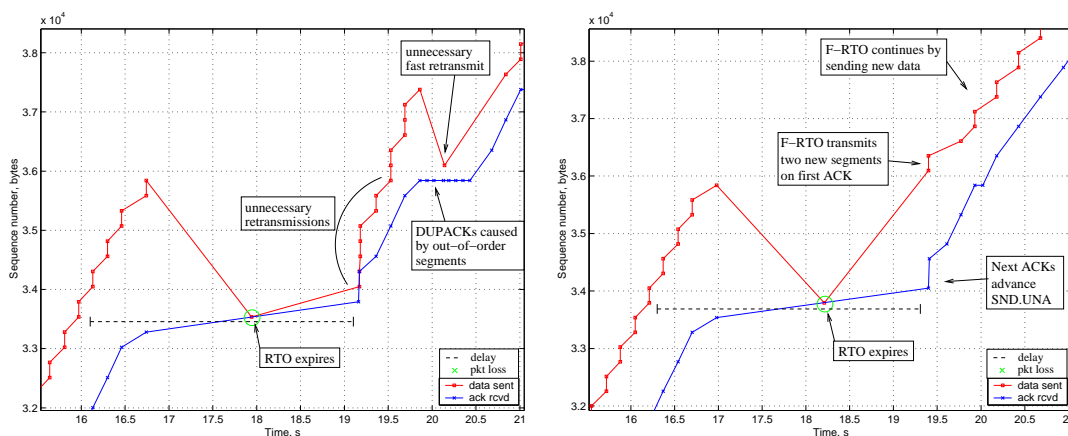 x 10⁴
3.8
3.7
3.6
3.5
3.4
3.3
3.2
Sequence number, bytes
unnecessary
fast retransmit
unnecessary
retransmissions
DUPACKs caused
by out−of−order
segments
RTO expires
delay
pkt loss
data sent
ack rcvd
16 16.5 17 17.5 18 18.5 19 19.5 20 20.5 21
Time, s
x 10⁴
3.8
3.7
3.6
3.5
3.4
3.3
3.2
Sequence number, bytes
F−RTO continues by
sending new data
F−RTO transmits
two new segments
on first ACK
Next ACKs
advance
SND.UNA
RTO expires
delay
pkt loss
data sent
ack rcvd
16 16.5 17 17.5 18 18.5 19 19.5 20 20.5
Time, s